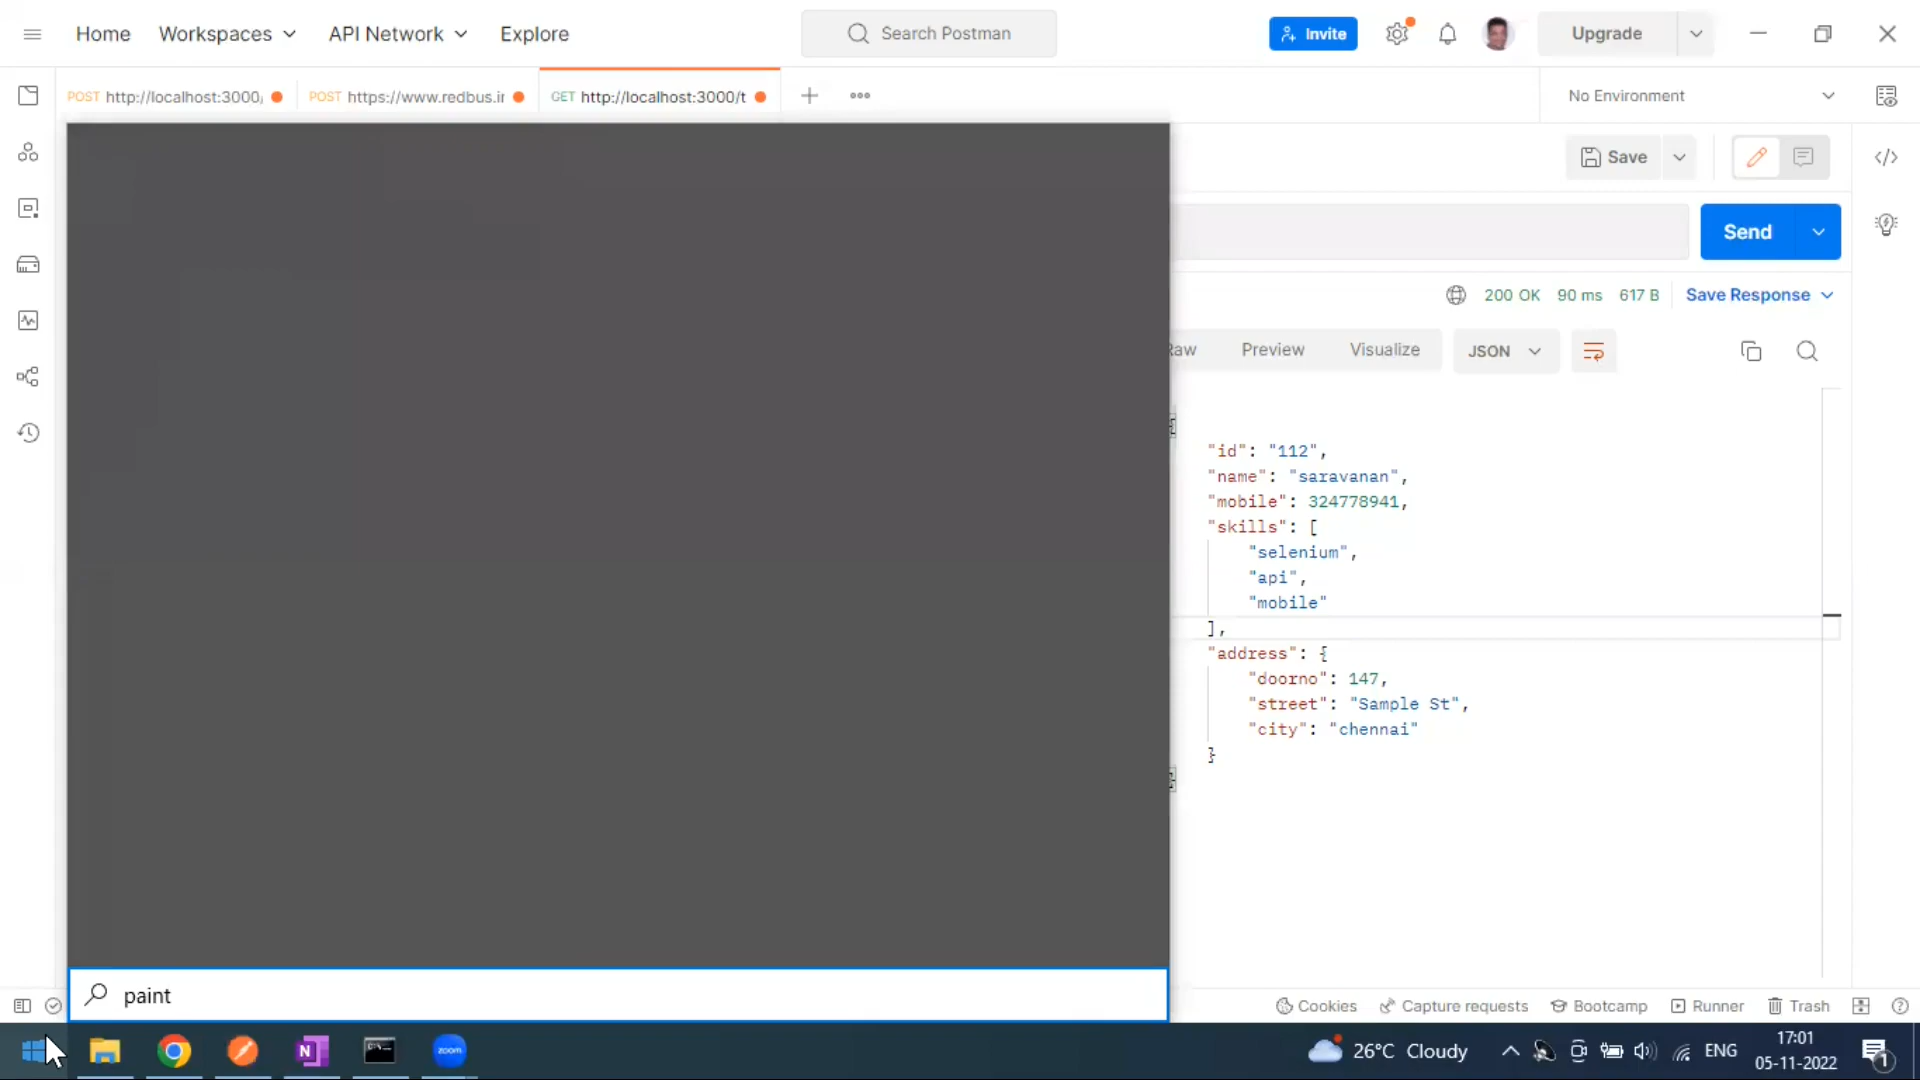 Home Workspaces API Network Explore Search Postman Invite Upgrade
POST http://localhost:3000, POST https://www.redbus.ir GET http://localhost:3000/t No Environment
Save
Send
200 OK 90 ms 617 B Save Response
Raw Preview Visualize JSON
"id": "112",
"name": "saravanan",
"mobile": 324778941,
"skills": [
"selenium",
"api",
"mobile"
],
"address": {
"doorno": 147,
"street": "Sample St",
"city": "chennai"
}
paint
Cookies Capture requests Bootcamp Runner Trash
N zoom 26°C Cloudy ENG 17:01
05-11-2022 1